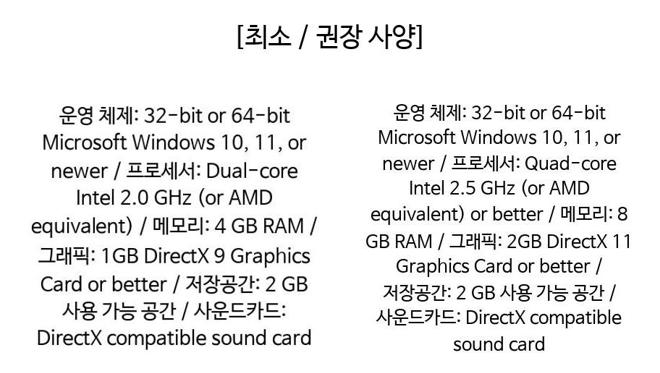 [최소 / 권장 사양]
운영 체제: 32-bit or 64-bit
Microsoft Windows 10, 11, or
newer / 프로세서: Dual-core
Intel 2.0 GHz (or AMD
equivalent) / 메모리: 4 GB RAM /
그래픽: 1GB DirectX 9 Graphics
Card or better / 저장공간: 2 GB
사용 가능 공간 / 사운드카드:
DirectX compatible sound card
운영 체제: 32-bit or 64-bit
Microsoft Windows 10, 11, or
newer / 프로세서: Quad-core
Intel 2.5 GHz (or AMD
equivalent) or better / 메모리: 8
GB RAM / 그래픽: 2GB DirectX 11
Graphics Card or better /
저장공간: 2 GB 사용 가능 공간 /
사운드카드: DirectX compatible
sound card